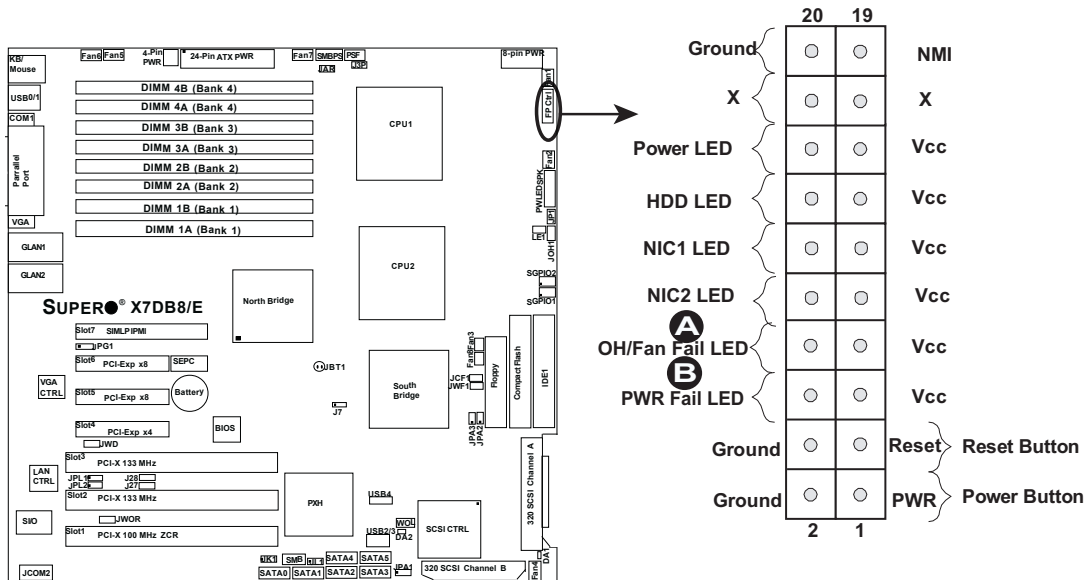 KB/
Mouse
Fan6
Fan5
4-Pin
PWR
24-Pin ATX PWR
Fan7
SMBPS
PSF
JAR
J3P
8-pin PWR
Fan1
FP Ctrl
USB0/1
COM1
Parrallel
Port
VGA
GLAN1
GLAN2
DIMM 4B (Bank 4)
DIMM 4A (Bank 4)
DIMM 3B (Bank 3)
DIMM 3A (Bank 3)
DIMM 2B (Bank 2)
DIMM 2A (Bank 2)
DIMM 1B (Bank 1)
DIMM 1A (Bank 1)
CPU1
CPU2
Fan2
SPK
PWLED
JP1
LE1
JOH1
SGPIO2
SGPIO1
SUPER® X7DB8/E
North Bridge
Slot7
SIMLP IPMI
JPG1
Slot6
PCI-Exp x8
SEPC
VGA
CTRL
Slot5
PCI-Exp x8
Battery
Slot4
PCI-Exp x4
BIOS
JWD
JBT1
J7
South
Bridge
Fan3
Fan8
JCF1
JWF1
Floppy
Compact Flash
IDE1
JPA3
JPA2
Slot3
PCI-X 133 MHz
LAN
CTRL
JPL1
JPL2
J28
J27
Slot2
PCI-X 133 MHz
SIO
JWOR
Slot1
PCI-X 100 MHz ZCR
JCOM2
PXH
USB4
USB2/3
WOL
DA2
SCSI CTRL
320 SCSI Channel A
DA1
JK1
SMB
SATA4
SATA5
SATA0
SATA1
SATA2
SATA3
JPA1
320 SCSI Channel B
Fan4
20 19
Ground NMI
X X
Power LED Vcc
HDD LED Vcc
NIC1 LED Vcc
NIC2 LED Vcc
A
OH/Fan Fail LED Vcc
B
PWR Fail LED Vcc
Ground Reset Reset Button
Ground PWR Power Button
2 1